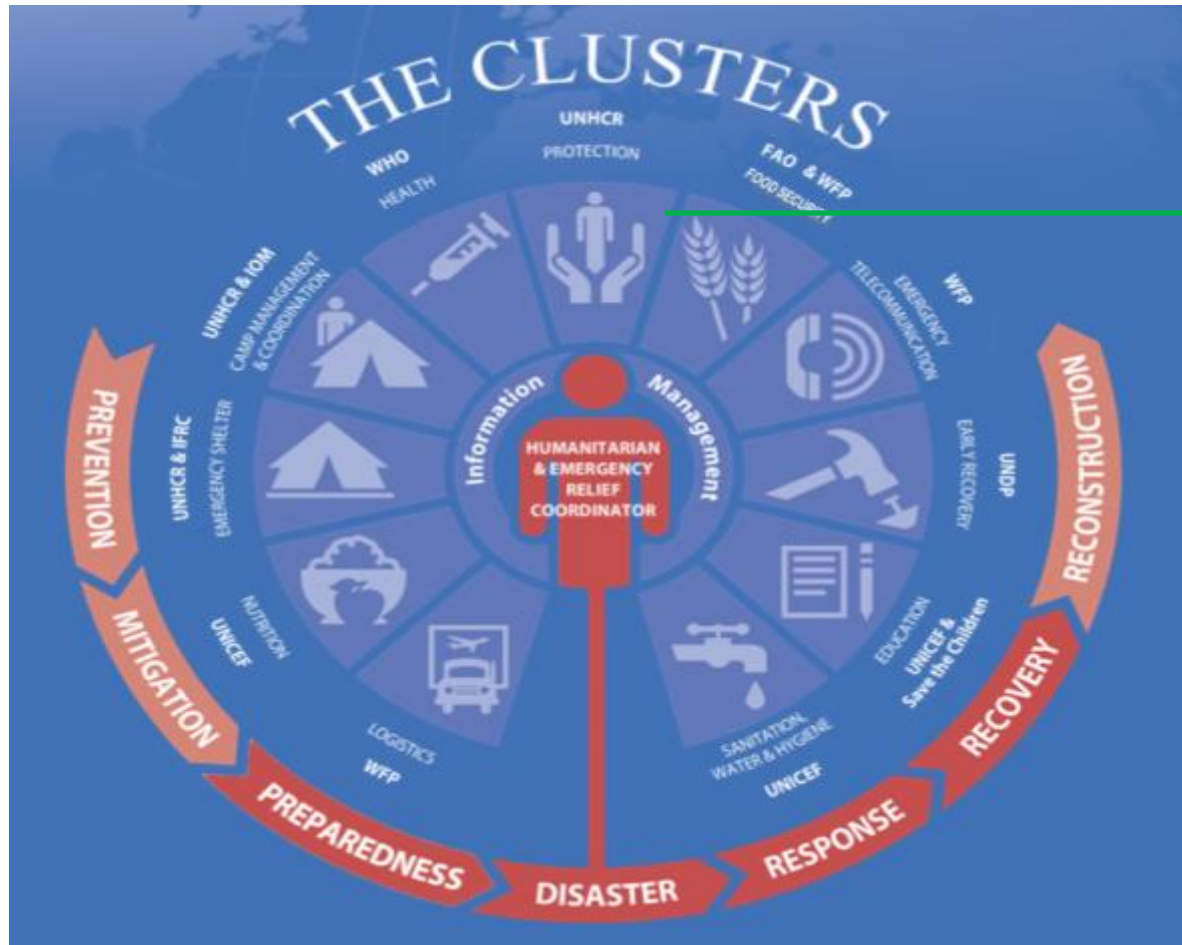 THE CLUSTERS
UNHCR
PROTECTION
FAO & WFP
FOOD SECURITY
WFP
EMERGENCY
TELECOMMUNICATION
EARLY RECOVERY
UNDP
EDUCATION
UNICEF &
Save the Children
SANITATION,
WATER & HYGIENE
UNICEF
LOGISTICS
WFP
NUTRITION
UNICEF
UNHCR & IFRC
EMERGENCY SHELTER
UNHCR & IOM
CAMP MANAGEMENT
& COORDINATION
WHO
HEALTH
Information Management
HUMANITARIAN
& EMERGENCY
RELIEF
COORDINATOR
PREVENTION
MITIGATION
PREPAREDNESS
DISASTER
RESPONSE
RECOVERY
RECONSTRUCTION